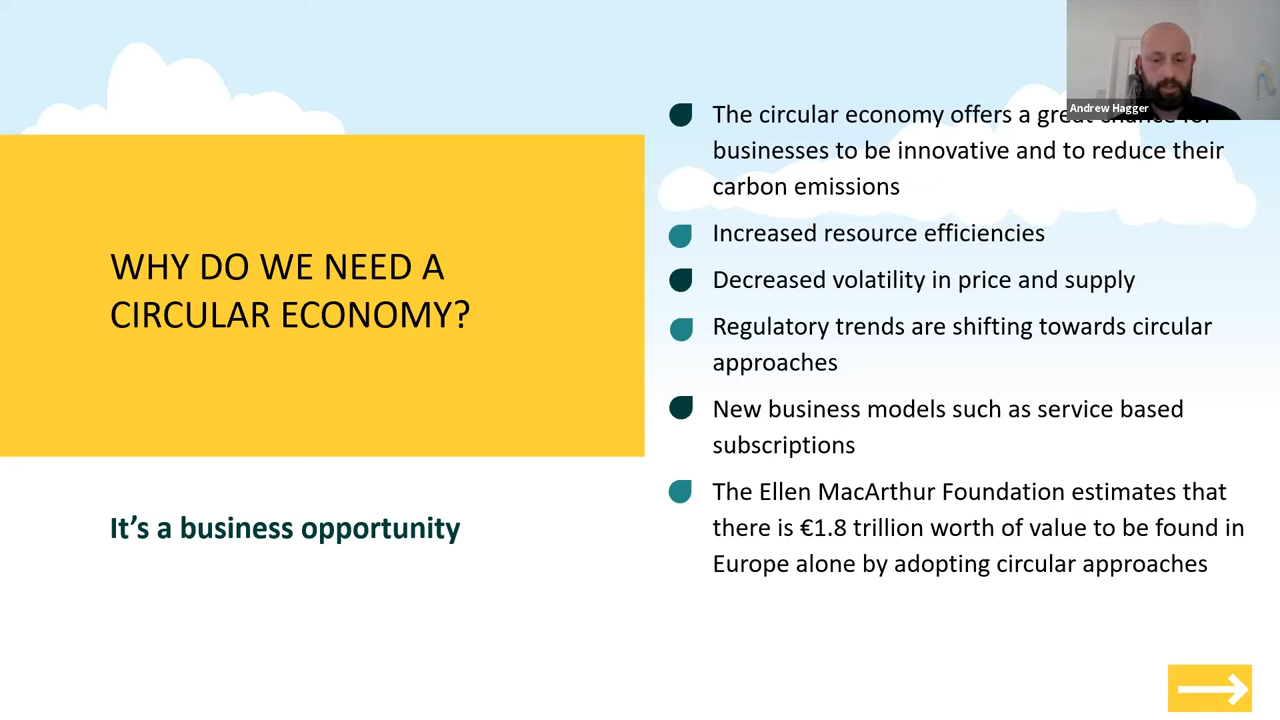 Andrew Hagger
WHY DO WE NEED A
CIRCULAR ECONOMY?
It's a business opportunity
The circular economy offers a great chance for
businesses to be innovative and to reduce their
carbon emissions
Increased resource efficiencies
Decreased volatility in price and supply
Regulatory trends are shifting towards circular
approaches
New business models such as service based
subscriptions
The Ellen MacArthur Foundation estimates that
there is €1.8 trillion worth of value to be found in
Europe alone by adopting circular approaches